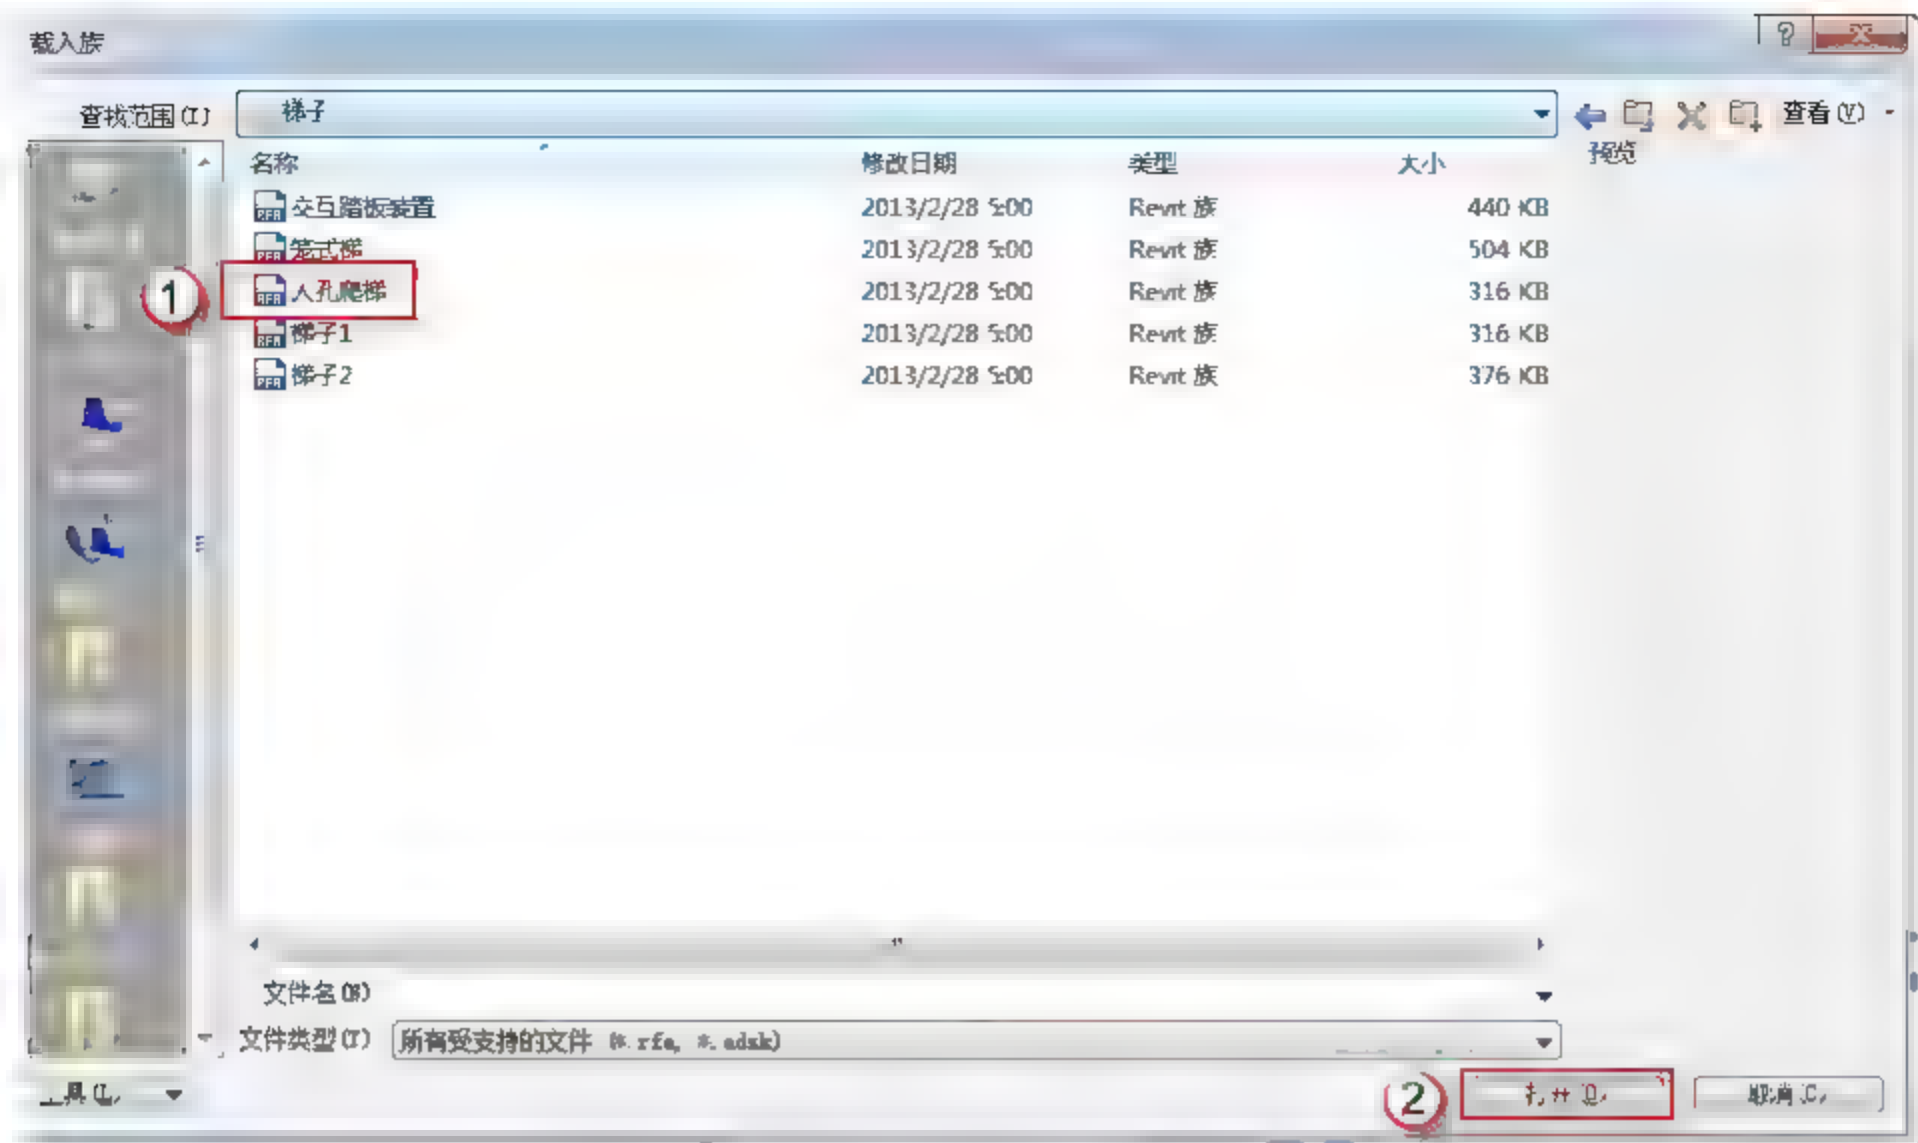 载入族
?
查找范围(I) 梯子 查看(V)
预览
名称 修改日期 类型 大小
交互踏板装置 2013/2/28 5:00 Revit 族 440 KB
笼式梯 2013/2/28 5:00 Revit 族 504 KB
1 人孔爬梯 2013/2/28 5:00 Revit 族 316 KB
梯子1 2013/2/28 5:00 Revit 族 316 KB
梯子2 2013/2/28 5:00 Revit 族 376 KB
文件名(N)
文件类型(T) 所有受支持的文件 (*.rfa, *.adsk)
工具(L) 2 打开(O) 取消(C)